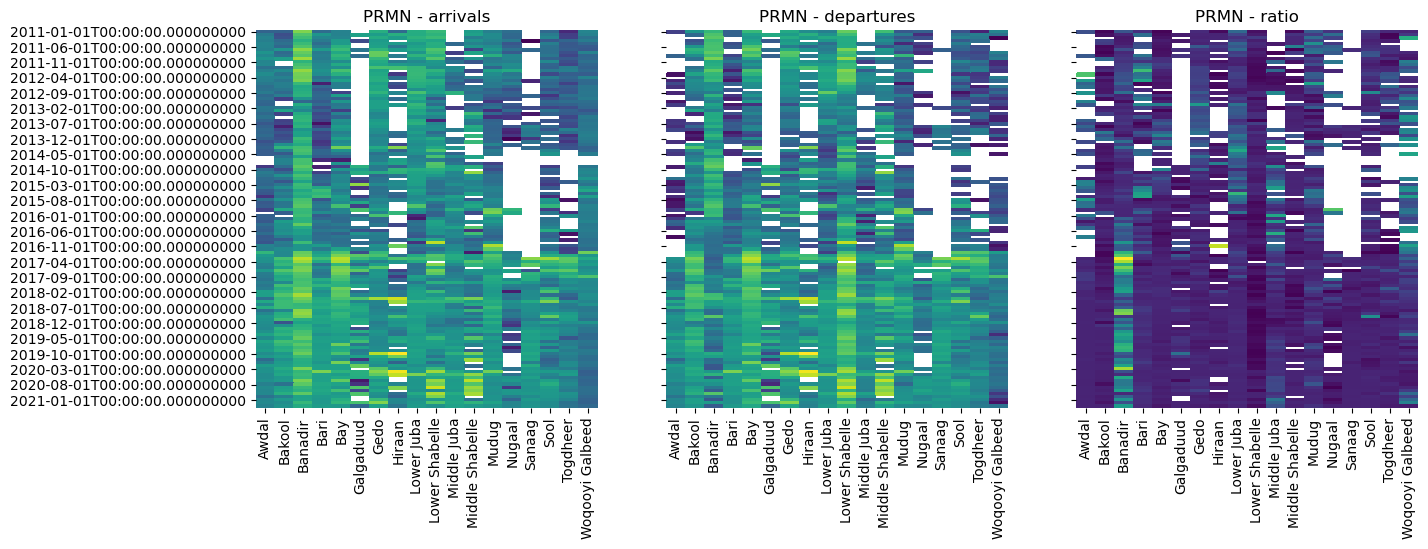 PRMN - arrivals
PRMN - departures
PRMN - ratio
2011-01-01T00:00:00.000000000
2011-06-01T00:00:00.000000000
2011-11-01T00:00:00.000000000
2012-04-01T00:00:00.000000000
2012-09-01T00:00:00.000000000
2013-02-01T00:00:00.000000000
2013-07-01T00:00:00.000000000
2013-12-01T00:00:00.000000000
2014-05-01T00:00:00.000000000
2014-10-01T00:00:00.000000000
2015-03-01T00:00:00.000000000
2015-08-01T00:00:00.000000000
2016-01-01T00:00:00.000000000
2016-06-01T00:00:00.000000000
2016-11-01T00:00:00.000000000
2017-04-01T00:00:00.000000000
2017-09-01T00:00:00.000000000
2018-02-01T00:00:00.000000000
2018-07-01T00:00:00.000000000
2018-12-01T00:00:00.000000000
2019-05-01T00:00:00.000000000
2019-10-01T00:00:00.000000000
2020-03-01T00:00:00.000000000
2020-08-01T00:00:00.000000000
2021-01-01T00:00:00.000000000
Awdal
Bakool
Banadir
Bari
Bay
Galgaduud
Gedo
Hiraan
Lower Juba
Lower Shabelle
Middle Juba
Middle Shabelle
Mudug
Nugaal
Sanaag
Sool
Togdheer
Woqooyi Galbeed
Awdal
Bakool
Banadir
Bari
Bay
Galgaduud
Gedo
Hiraan
Lower Juba
Lower Shabelle
Middle Juba
Middle Shabelle
Mudug
Nugaal
Sanaag
Sool
Togdheer
Woqooyi Galbeed
Awdal
Bakool
Banadir
Bari
Bay
Galgaduud
Gedo
Hiraan
Lower Juba
Lower Shabelle
Middle Juba
Middle Shabelle
Mudug
Nugaal
Sanaag
Sool
Togdheer
Woqooyi Galbeed